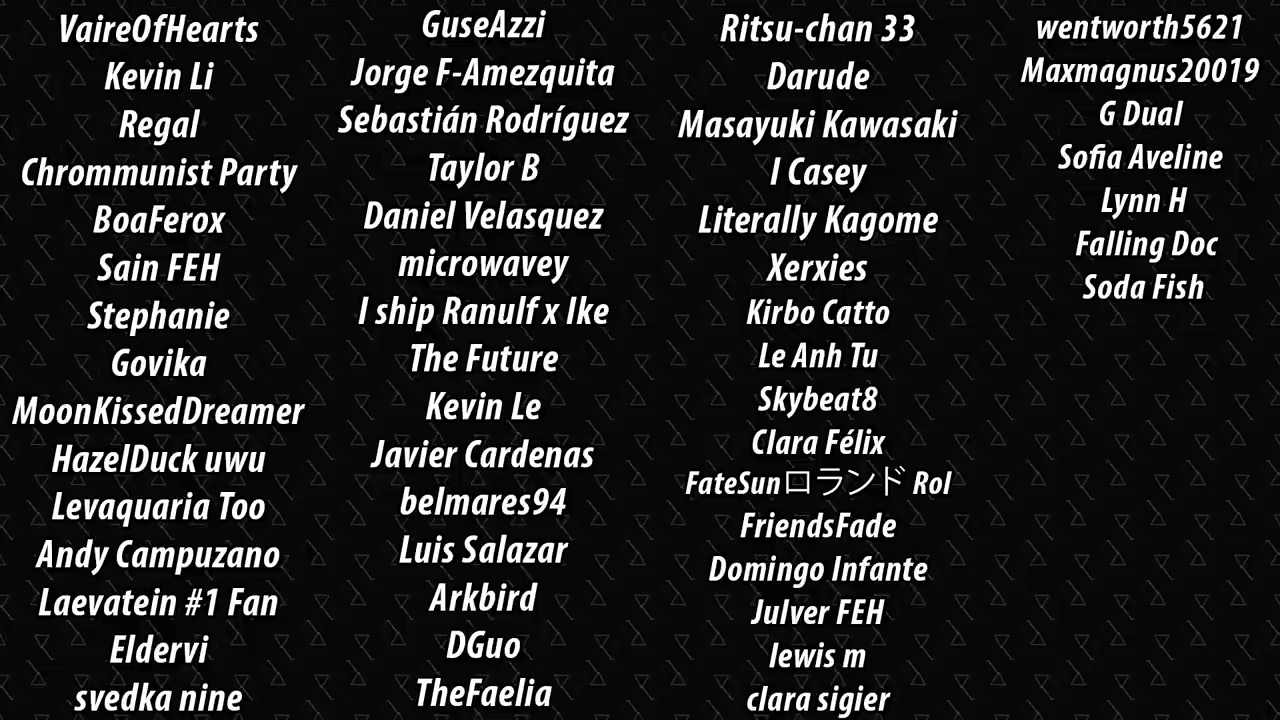 VaireOfHearts
Kevin Li
Regal
Chrommunist Party
BoaFerox
Sain FEH
Stephanie
Govika
MoonKissedDreamer
HazelDuck uwu
Levaquaria Too
Andy Campuzano
Laevatein #1 Fan
Eldervi
svedka nine
GuseAzzi
Jorge F-Amezquita
Sebastián Rodríguez
Taylor B
Daniel Velasquez
microwavey
I ship Ranulf x Ike
The Future
Kevin Le
Javier Cardenas
belmares94
Luis Salazar
Arkbird
DGuo
TheFaelia
Ritsu-chan 33
Darude
Masayuki Kawasaki
I Casey
Literally Kagome
Xerxies
Kirbo Catto
Le Anh Tu
Skybeat8
Clara Félix
FateSunロランド Rol
FriendsFade
Domingo Infante
Julver FEH
lewis m
clara sigier
wentworth5621
Maxmagnus20019
G Dual
Sofia Aveline
Lynn H
Falling Doc
Soda Fish